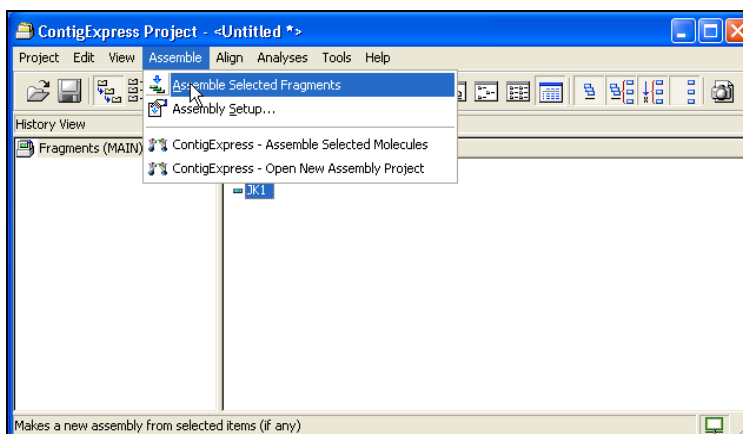 ContigExpress Project - <Untitled *>
Project Edit View Assemble Align Analyses Tools Help
Assemble Selected Fragments
Assembly Setup...
History View
ContigExpress - Assemble Selected Molecules
Fragments (MAIN)
ContigExpress - Open New Assembly Project
JK1
Makes a new assembly from selected items (if any)